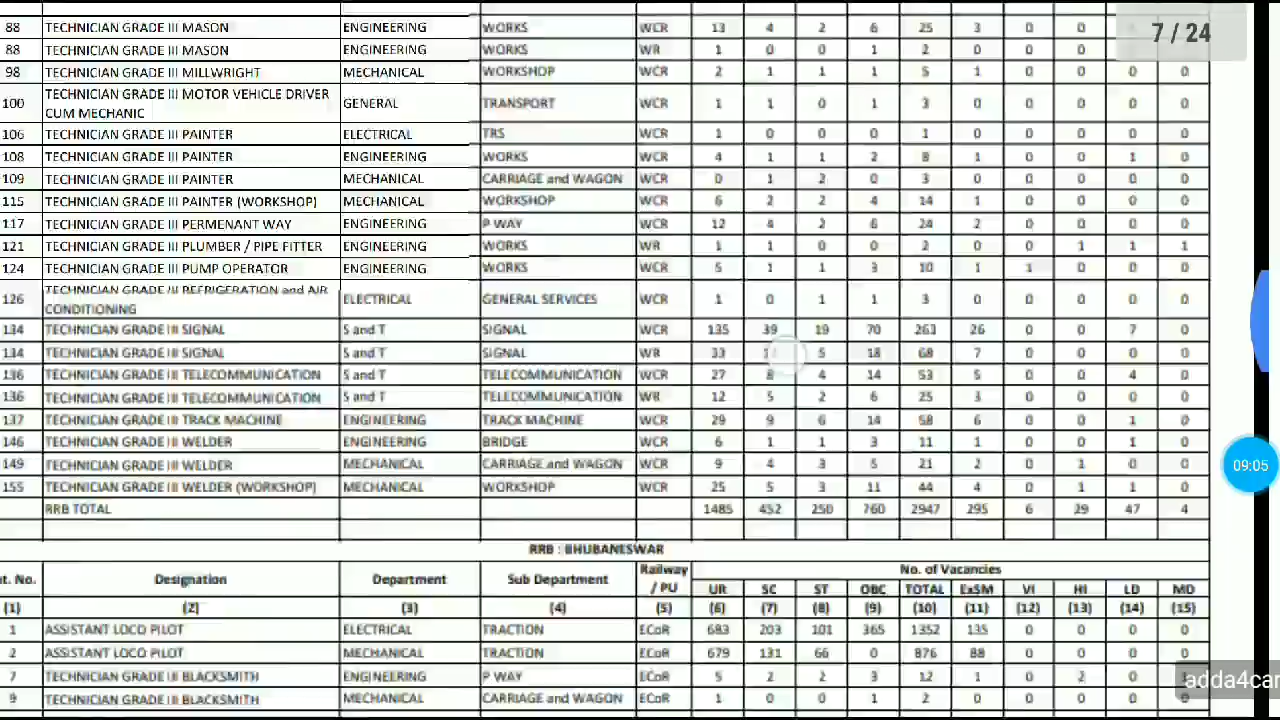 88 TECHNICIAN GRADE III MASON ENGINEERING WORKS WCR 13 4 2 6 25 3 0 0
7 / 24
88 TECHNICIAN GRADE III MASON ENGINEERING WORKS WR 1 0 0 1 2 0 0 0 0 0
98 TECHNICIAN GRADE III MILLWRIGHT MECHANICAL WORKSHOP WCR 2 1 1 1 5 1 0 0 0 0
100 TECHNICIAN GRADE III MOTOR VEHICLE DRIVER CUM MECHANIC GENERAL TRANSPORT WCR 1 1 0 1 3 0 0 0 0 0
106 TECHNICIAN GRADE III PAINTER ELECTRICAL TRS WCR 1 0 0 0 1 0 0 0 0 0
108 TECHNICIAN GRADE III PAINTER ENGINEERING WORKS WCR 4 1 1 2 8 1 0 0 1 0
109 TECHNICIAN GRADE III PAINTER MECHANICAL CARRIAGE and WAGON WCR 0 1 2 0 3 0 0 0 0 0
115 TECHNICIAN GRADE III PAINTER (WORKSHOP) MECHANICAL WORKSHOP WCR 6 2 2 4 14 1 0 0 0 0
117 TECHNICIAN GRADE III PERMENANT WAY ENGINEERING P WAY WCR 12 4 2 6 24 2 0 0 0 0
121 TECHNICIAN GRADE III PLUMBER / PIPE FITTER ENGINEERING WORKS WR 1 1 0 0 2 0 0 1 1 1
124 TECHNICIAN GRADE III PUMP OPERATOR ENGINEERING WORKS WCR 5 1 1 3 10 1 1 0 0 0
126 TECHNICIAN GRADE III REFRIGERATION and AIR CONDITIONING ELECTRICAL GENERAL SERVICES WCR 1 0 1 1 3 0 0 0 0 0
134 TECHNICIAN GRADE III SIGNAL S and T SIGNAL WCR 135 39 19 70 263 26 0 0 7 0
134 TECHNICIAN GRADE III SIGNAL S and T SIGNAL WR 33 5 18 68 7 0 0 0 0
136 TECHNICIAN GRADE III TELECOMMUNICATION S and T TELECOMMUNICATION WCR 27 8 4 14 53 5 0 0 4 0
136 TECHNICIAN GRADE III TELECOMMUNICATION S and T TELECOMMUNICATION WR 12 5 2 6 25 3 0 0 0 0
137 TECHNICIAN GRADE III TRACK MACHINE ENGINEERING TRACK MACHINE WCR 29 9 6 14 58 6 0 0 1 0
146 TECHNICIAN GRADE III WELDER ENGINEERING BRIDGE WCR 6 1 1 3 11 1 0 0 1 0
149 TECHNICIAN GRADE III WELDER MECHANICAL CARRIAGE and WAGON WCR 9 4 3 5 21 2 0 1 0 0
09:05
155 TECHNICIAN GRADE III WELDER (WORKSHOP) MECHANICAL WORKSHOP WCR 25 5 3 11 44 4 0 1 1 0
RRB TOTAL 1485 452 250 760 2947 295 6 29 47 4
RRB : BHUBANESWAR
t. No. Designation Department Sub Department Railway / PU No. of Vacancies
UR SC ST OBC TOTAL ExSM VI HI LD MD
(1) (2) (3) (4) (5) (6) (7) (8) (9) (10) (11) (12) (13) (14) (15)
1 ASSISTANT LOCO PILOT ELECTRICAL TRACTION ECoR 683 203 101 365 1352 135 0 0 0 0
2 ASSISTANT LOCO PILOT MECHANICAL TRACTION ECoR 679 131 66 0 876 88 0 0 0 0
7 TECHNICIAN GRADE III BLACKSMITH ENGINEERING P WAY ECoR 5 2 2 3 12 1 0 2 0
adda4car
9 TECHNICIAN GRADE III BLACKSMITH MECHANICAL CARRIAGE and WAGON ECoR 1 0 0 1 2 0 0 0 0 0